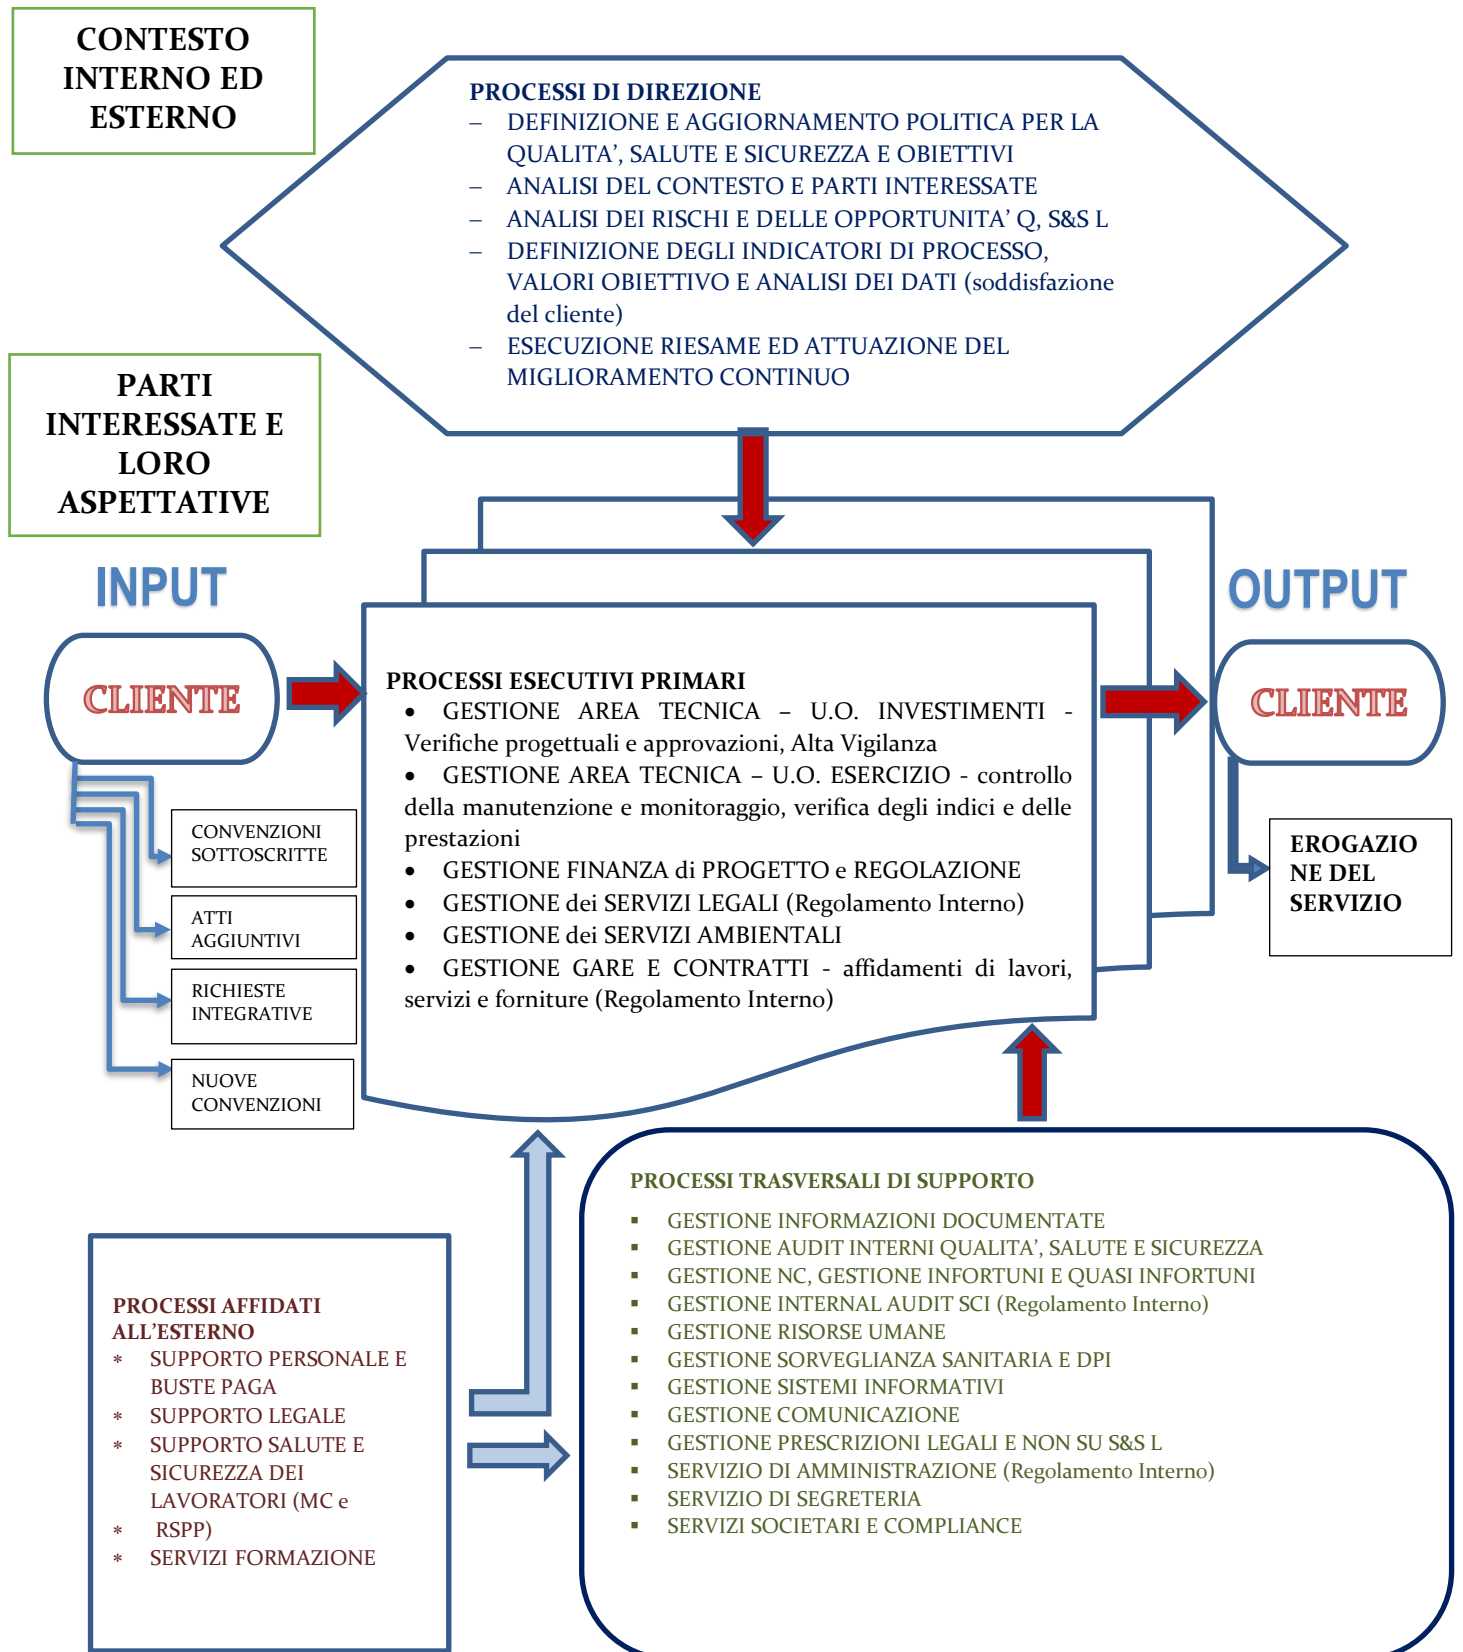 CONTESTO
INTERNO ED
ESTERNO
PROCESSI DI DIREZIONE
– DEFINIZIONE E AGGIORNAMENTO POLITICA PER LA
QUALITA’, SALUTE E SICUREZZA E OBIETTIVI
– ANALISI DEL CONTESTO E PARTI INTERESSATE
– ANALISI DEI RISCHI E DELLE OPPORTUNITA’ Q, S&S L
– DEFINIZIONE DEGLI INDICATORI DI PROCESSO,
VALORI OBIETTIVO E ANALISI DEI DATI (soddisfazione
del cliente)
– ESECUZIONE RIESAME ED ATTUAZIONE DEL
MIGLIORAMENTO CONTINUO
PARTI
INTERESSATE E
LORO
ASPETTATIVE
INPUT
CLIENTE
CONVENZIONI
SOTTOSCRITTE
ATTI
AGGIUNTIVI
RICHIESTE
INTEGRATIVE
NUOVE
CONVENZIONI
PROCESSI ESECUTIVI PRIMARI
• GESTIONE AREA TECNICA – U.O. INVESTIMENTI -
Verifiche progettuali e approvazioni, Alta Vigilanza
• GESTIONE AREA TECNICA – U.O. ESERCIZIO - controllo
della manutenzione e monitoraggio, verifica degli indici e delle
prestazioni
• GESTIONE FINANZA di PROGETTO e REGOLAZIONE
• GESTIONE dei SERVIZI LEGALI (Regolamento Interno)
• GESTIONE dei SERVIZI AMBIENTALI
• GESTIONE GARE E CONTRATTI - affidamenti di lavori,
servizi e forniture (Regolamento Interno)
OUTPUT
CLIENTE
EROGAZIO
NE DEL
SERVIZIO
PROCESSI AFFIDATI
ALL’ESTERNO
* SUPPORTO PERSONALE E
BUSTE PAGA
* SUPPORTO LEGALE
* SUPPORTO SALUTE E
SICUREZZA DEI
LAVORATORI (MC e
* RSPP)
* SERVIZI FORMAZIONE
PROCESSI TRASVERSALI DI SUPPORTO
▪ GESTIONE INFORMAZIONI DOCUMENTATE
▪ GESTIONE AUDIT INTERNI QUALITA’, SALUTE E SICUREZZA
▪ GESTIONE NC, GESTIONE INFORTUNI E QUASI INFORTUNI
▪ GESTIONE INTERNAL AUDIT SCI (Regolamento Interno)
▪ GESTIONE RISORSE UMANE
▪ GESTIONE SORVEGLIANZA SANITARIA E DPI
▪ GESTIONE SISTEMI INFORMATIVI
▪ GESTIONE COMUNICAZIONE
▪ GESTIONE PRESCRIZIONI LEGALI E NON SU S&S L
▪ SERVIZIO DI AMMINISTRAZIONE (Regolamento Interno)
▪ SERVIZIO DI SEGRETERIA
▪ SERVIZI SOCIETARI E COMPLIANCE